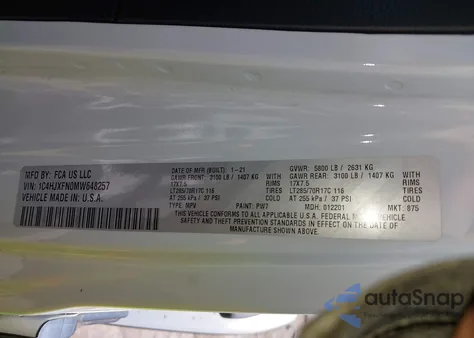 MFD BY: FCA US LLC
VIN: 1C4HJXFN0MW648257
VEHICLE MADE IN: U.S.A.
DATE OF MFR (BUILT): 1-21
GVWR: 5800 LB / 2631 KG
GAWR FRONT: 3100 LB / 1407 KG
GAWR REAR: 3100 LB / 1407 KG
17X7.5 RIMS
17X7.5 RIMS
LT285/70R17C 116 TIRES
LT285/70R17C 116 TIRES
AT 255 kPa / 37 PSI COLD
AT 255 kPa / 37 PSI COLD
THIS VEHICLE CONFORMS TO ALL APPLICABLE U.S.A. FEDERAL MOTOR VEHICLE
SAFETY AND THEFT PREVENTION STANDARDS IN EFFECT ON THE DATE OF
MANUFACTURE SHOWN ABOVE.
TYPE: MPV PAINT: PW7 MDH: 012201 MKT: 875
autoSnap